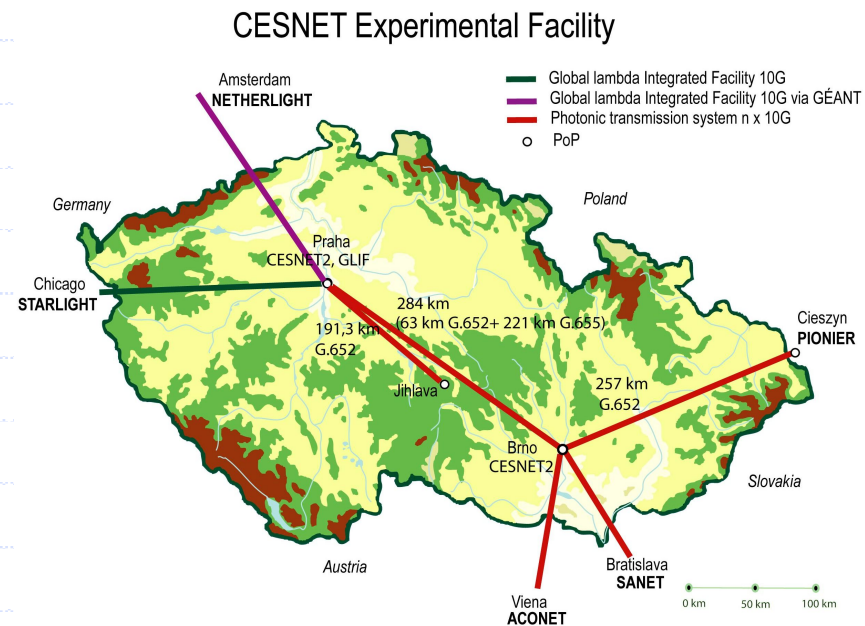 CESNET Experimental Facility
Amsterdam
NETHERLIGHT
Global lambda Integrated Facility 10G
Global lambda Integrated Facility 10G via GÉANT
Photonic transmission system n x 10G
PoP
Germany
Poland
Praha
CESNET2, GLIF
Chicago
STARLIGHT
284 km
(63 km G.652+ 221 km G.655)
191,3 km
G.652
Cieszyn
PIONIER
257 km
G.652
Jihlava
Brno
CESNET2
Slovakia
Austria
Bratislava
SANET
Viena
ACONET
0 km 50 km 100 km